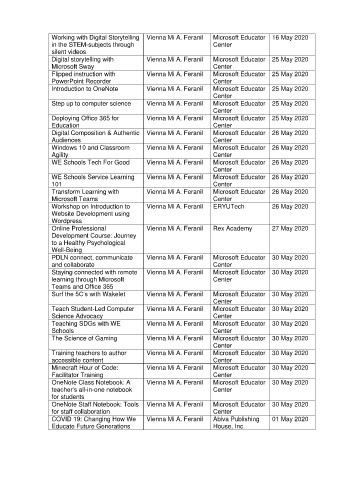 Working with Digital Storytelling Vienna Mi A. Feranil Microsoft Educator 16 May 2020
in the STEM-subjects through Center
silent videos
Digital storytelling with Vienna Mi A. Feranil Microsoft Educator 25 May 2020
Microsoft Sway Center
Flipped instruction with Vienna Mi A. Feranil Microsoft Educator 25 May 2020
PowerPoint Recorder Center
Introduction to OneNote Vienna Mi A. Feranil Microsoft Educator 25 May 2020
Center
Step up to computer science Vienna Mi A. Feranil Microsoft Educator 25 May 2020
Center
Deploying Office 365 for Vienna Mi A. Feranil Microsoft Educator 25 May 2020
Education Center
Digital Composition & Authentic Vienna Mi A. Feranil Microsoft Educator 26 May 2020
Audiences Center
Windows 10 and Classroom Vienna Mi A. Feranil Microsoft Educator 26 May 2020
Agility Center
WE Schools Tech For Good Vienna Mi A. Feranil Microsoft Educator 26 May 2020
Center
WE Schools Service Learning Vienna Mi A. Feranil Microsoft Educator 26 May 2020
101 Center
Transform Learning with Vienna Mi A. Feranil Microsoft Educator 26 May 2020
Microsoft Teams Center
Workshop on Introduction to Vienna Mi A. Feranil ERYUTech 26 May 2020
Website Development using
Wordpress
Online Professional Vienna Mi A. Feranil Rex Academy 27 May 2020
Development Course: Journey
to a Healthy Psychological
Well-Being
PDLN connect, communicate Vienna Mi A. Feranil Microsoft Educator 30 May 2020
and collaborate Center
Staying connected with remote Vienna Mi A. Feranil Microsoft Educator 30 May 2020
learning through Microsoft Center
Teams and Office 365
Surf the 5C's with Wakelet Vienna Mi A. Feranil Microsoft Educator 30 May 2020
Center
Teach Student-Led Computer Vienna Mi A. Feranil Microsoft Educator 30 May 2020
Science Advocacy Center
Teaching SDGs with WE Vienna Mi A. Feranil Microsoft Educator 30 May 2020
Schools Center
The Science of Gaming Vienna Mi A. Feranil Microsoft Educator 30 May 2020
Center
Training teachers to author Vienna Mi A. Feranil Microsoft Educator 30 May 2020
accessible content Center
Minecraft Hour of Code: Vienna Mi A. Feranil Microsoft Educator 30 May 2020
Facilitator Training Center
OneNote Class Notebook: A Vienna Mi A. Feranil Microsoft Educator 30 May 2020
teacher's all-in-one notebook Center
for students
OneNote Staff Notebook: Tools Vienna Mi A. Feranil Microsoft Educator 30 May 2020
for staff collaboration Center
COVID 19: Changing How We Vienna Mi A. Feranil Abiva Publishing 01 May 2020
Educate Future Generations House, Inc.